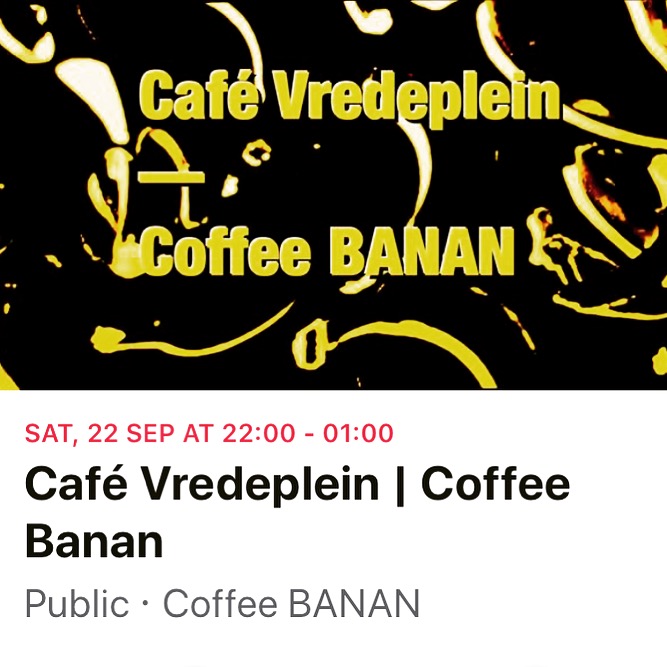 Café Vredeplein
—
Coffee BANAN
SAT, 22 SEP AT 22:00 - 01:00
Café Vredeplein | Coffee
Banan
Public · Coffee BANAN